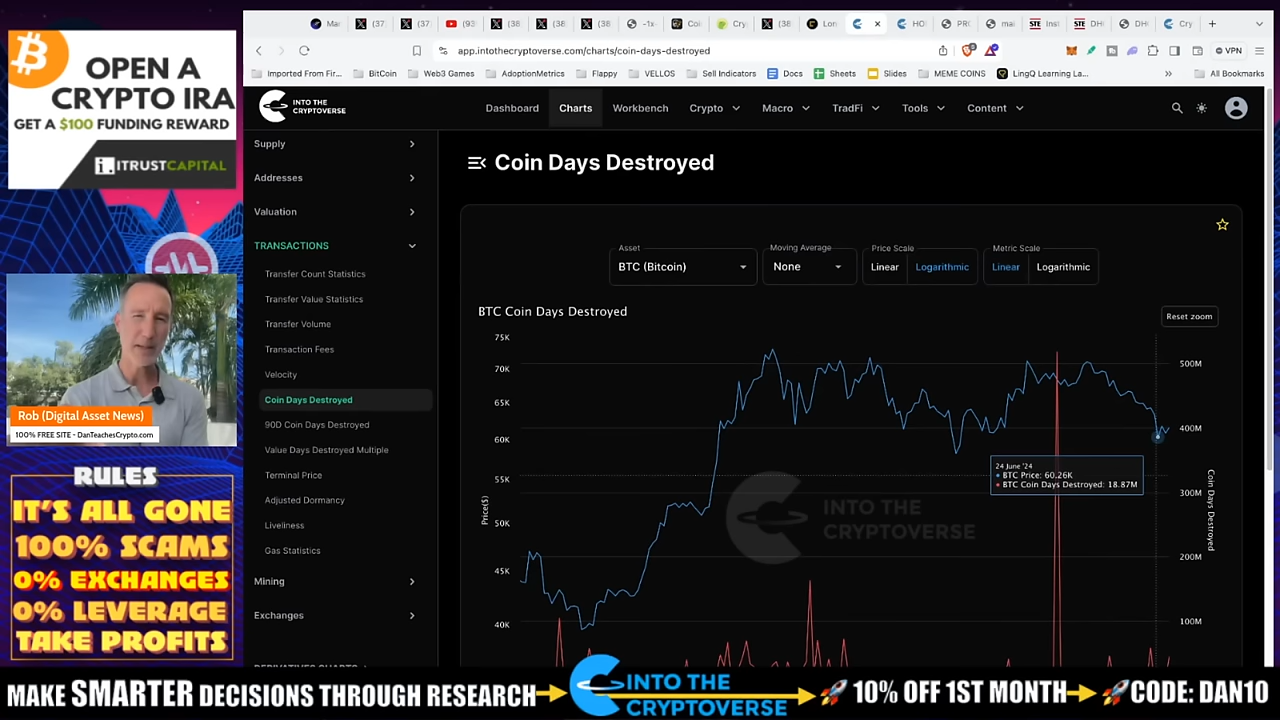 OPEN A
CRYPTO IRA
GET A $100 FUNDING REWARD
ITRUSTCAPITAL
Rob (Digital Asset News)
100% FREE SITE - DanTeachesCrypto.com
RULES
IT'S ALL GONE
100% SCAMS
0% EXCHANGES
0% LEVERAGE
TAKE PROFITS
app.intothecryptoverse.com/charts/coin-days-destroyed
VPN
Imported From Fir...
BitCoin
Web3 Games
AdoptionMetrics
Flappy
VELLOS
Sell Indicators
Docs
Sheets
Slides
MEME COINS
LingQ Learning La...
All Bookmarks
INTO THE
CRYPTOVERSE
Dashboard
Charts
Workbench
Crypto
Macro
TradFi
Tools
Content
Supply
Addresses
Valuation
TRANSACTIONS
Transfer Count Statistics
Transfer Value Statistics
Transfer Volume
Transaction Fees
Velocity
Coin Days Destroyed
90D Coin Days Destroyed
Value Days Destroyed Multiple
Terminal Price
Adjusted Dormancy
Liveliness
Gas Statistics
Mining
Exchanges
Coin Days Destroyed
Asset
BTC (Bitcoin)
Moving Average
None
Price Scale
Linear
Logarithmic
Metric Scale
Linear
Logarithmic
BTC Coin Days Destroyed
Reset zoom
75K
70K
65K
60K
55K
50K
45K
40K
Price($)
500M
400M
300M
200M
100M
Coin Days Destroyed
24 June '24
BTC Price: 60.26K
BTC Coin Days Destroyed: 18.87M
INTO THE
CRYPTOVERSE
MAKE SMARTER DECISIONS THROUGH RESEARCH
INTO THE
CRYPTOVERSE
10% OFF 1ST MONTH
CODE: DAN10